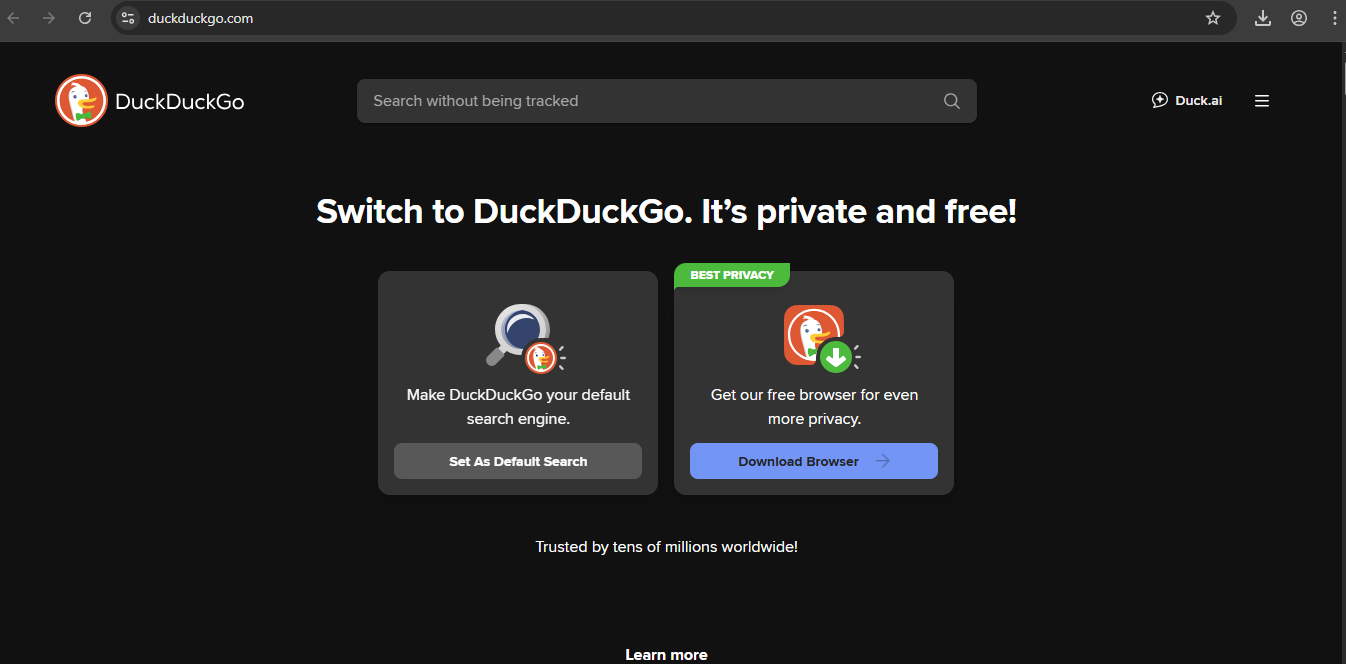 duckduckgo.com
DuckDuckGo
Search without being tracked
Duck.ai
Switch to DuckDuckGo. It’s private and free!
Make DuckDuckGo your default
search engine.
Set As Default Search
BEST PRIVACY
Get our free browser for even
more privacy.
Download Browser
Trusted by tens of millions worldwide!
Learn more